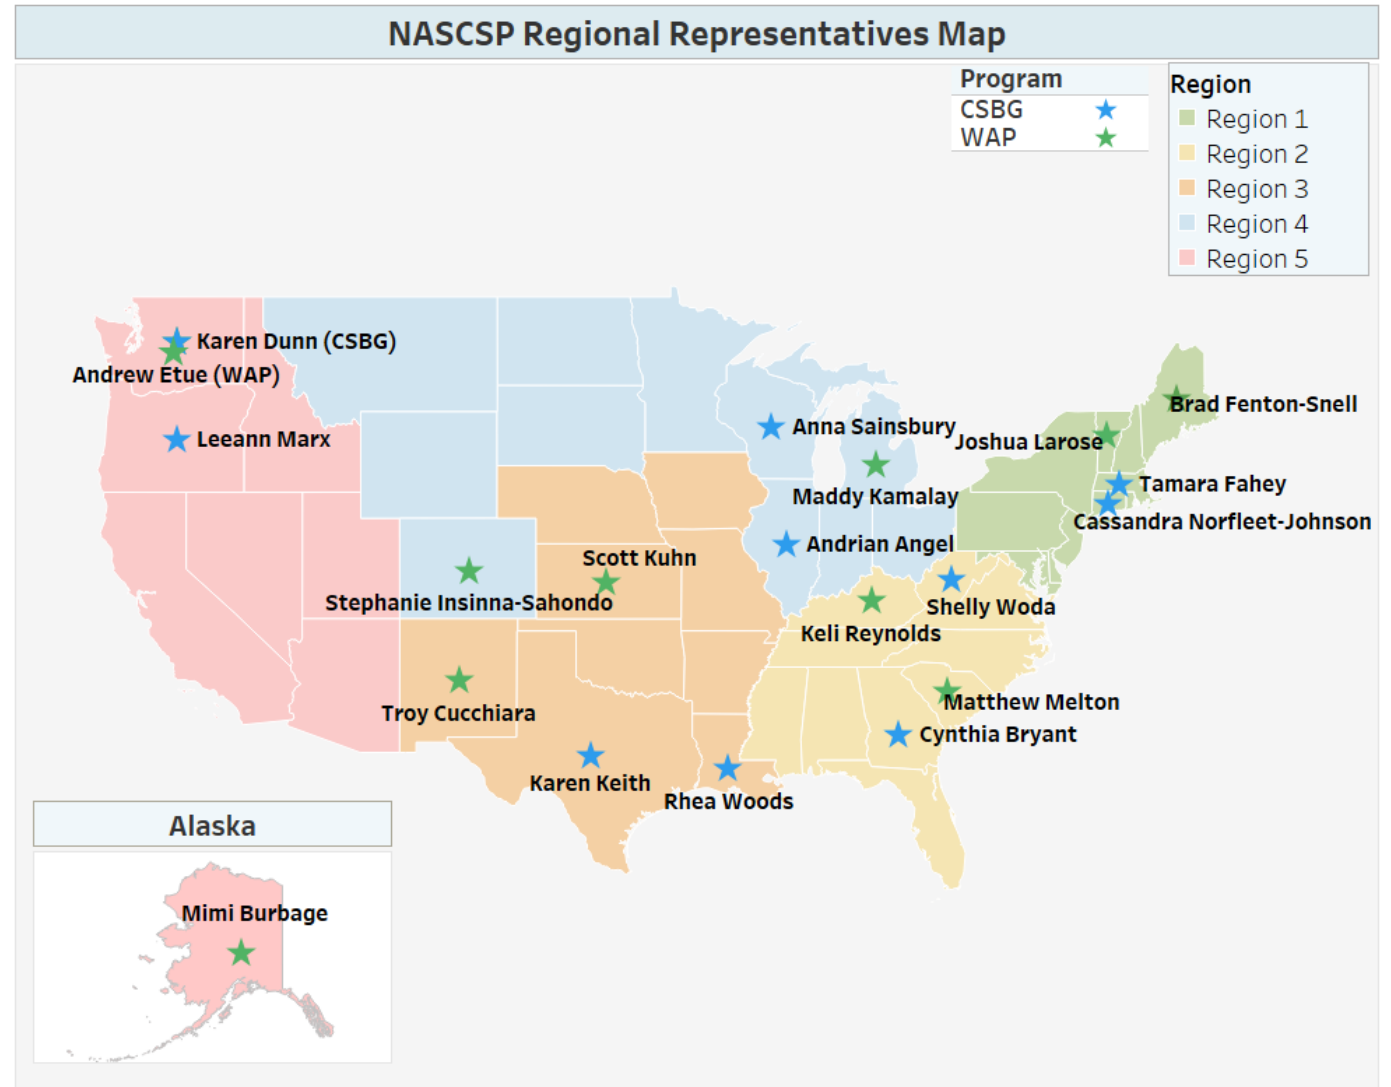 NASCSP Regional Representatives Map
Program
CSBG
WAP
Region
Region 1
Region 2
Region 3
Region 4
Region 5
Karen Dunn (CSBG)
Andrew Etue (WAP)
Leeann Marx
Anna Sainsbury
Maddy Kamalay
Andrian Angel
Brad Fenton-Snell
Joshua Larose
Tamara Fahey
Cassandra Norfleet-Johnson
Scott Kuhn
Stephanie Insinna-Sahondo
Shelly Woda
Keli Reynolds
Matthew Melton
Cynthia Bryant
Troy Cucchiara
Karen Keith
Rhea Woods
Alaska
Mimi Burbage